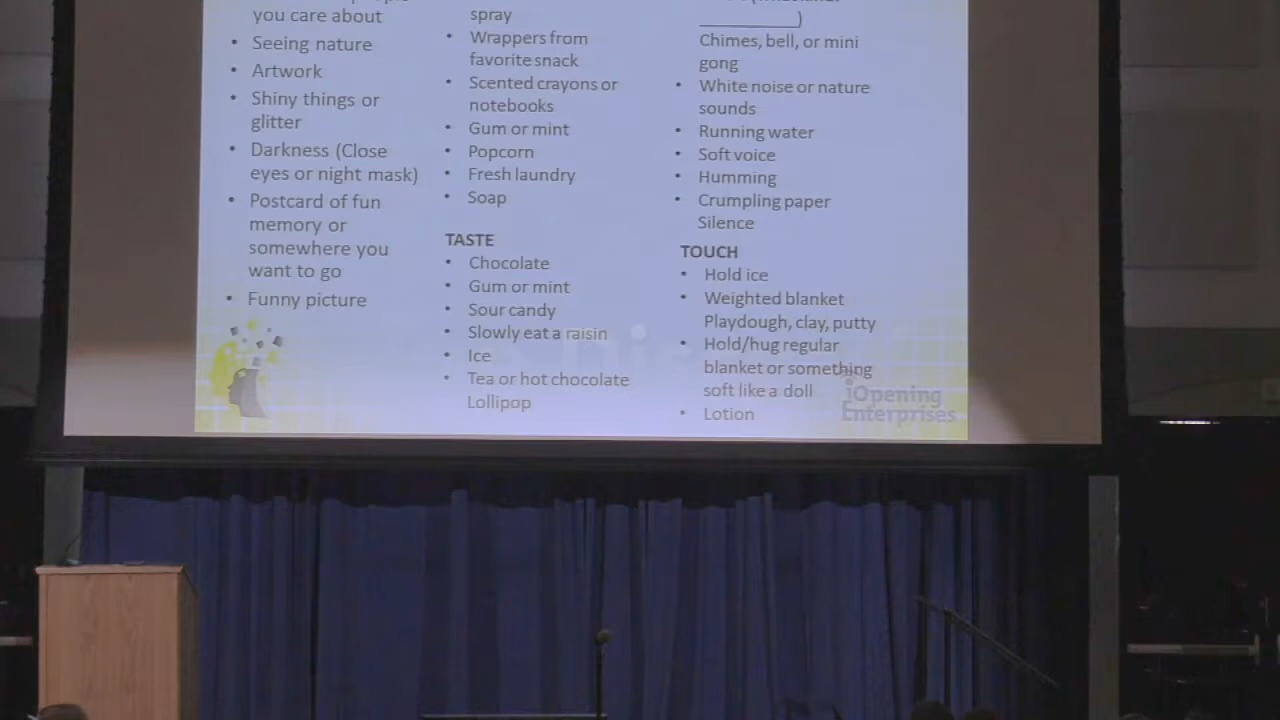 you care about
• Seeing nature
• Artwork
• Shiny things or
glitter
• Darkness (Close
eyes or night mask)
• Postcard of fun
memory or
somewhere you
want to go
• Funny picture
spray
• Wrappers from
favorite snack
• Scented crayons or
notebooks
• Gum or mint
• Popcorn
• Fresh laundry
• Soap
TASTE
• Chocolate
• Gum or mint
• Sour candy
• Slowly eat a raisin
• Ice
• Tea or hot chocolate
Lollipop
__________)
Chimes, bell, or mini
gong
• White noise or nature
sounds
• Running water
• Soft voice
• Humming
• Crumpling paper
Silence
TOUCH
• Hold ice
• Weighted blanket
Playdough, clay, putty
• Hold/hug regular
blanket or something
soft like a doll
• Lotion
iOpening
Enterprises